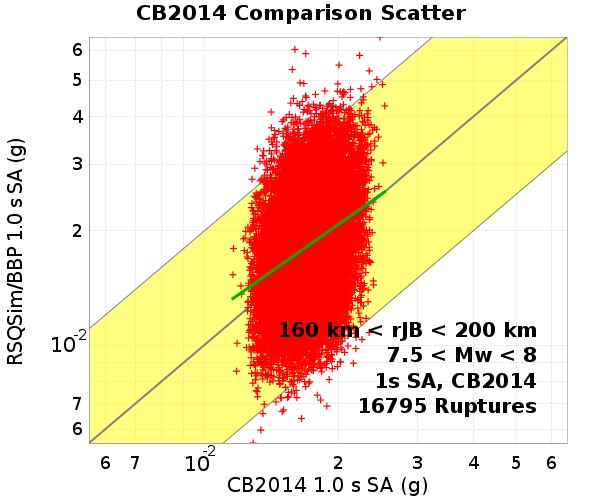 CB2014 Comparison Scatter
RSQSim/BBP 1.0 s SA (g)
6
5
4
3
2
10-2
7
6
160 km < rJB < 200 km
7.5 < Mw < 8
1s SA, CB2014
16795 Ruptures
6 7 10-2 2 3 4 5 6
CB2014 1.0 s SA (g)